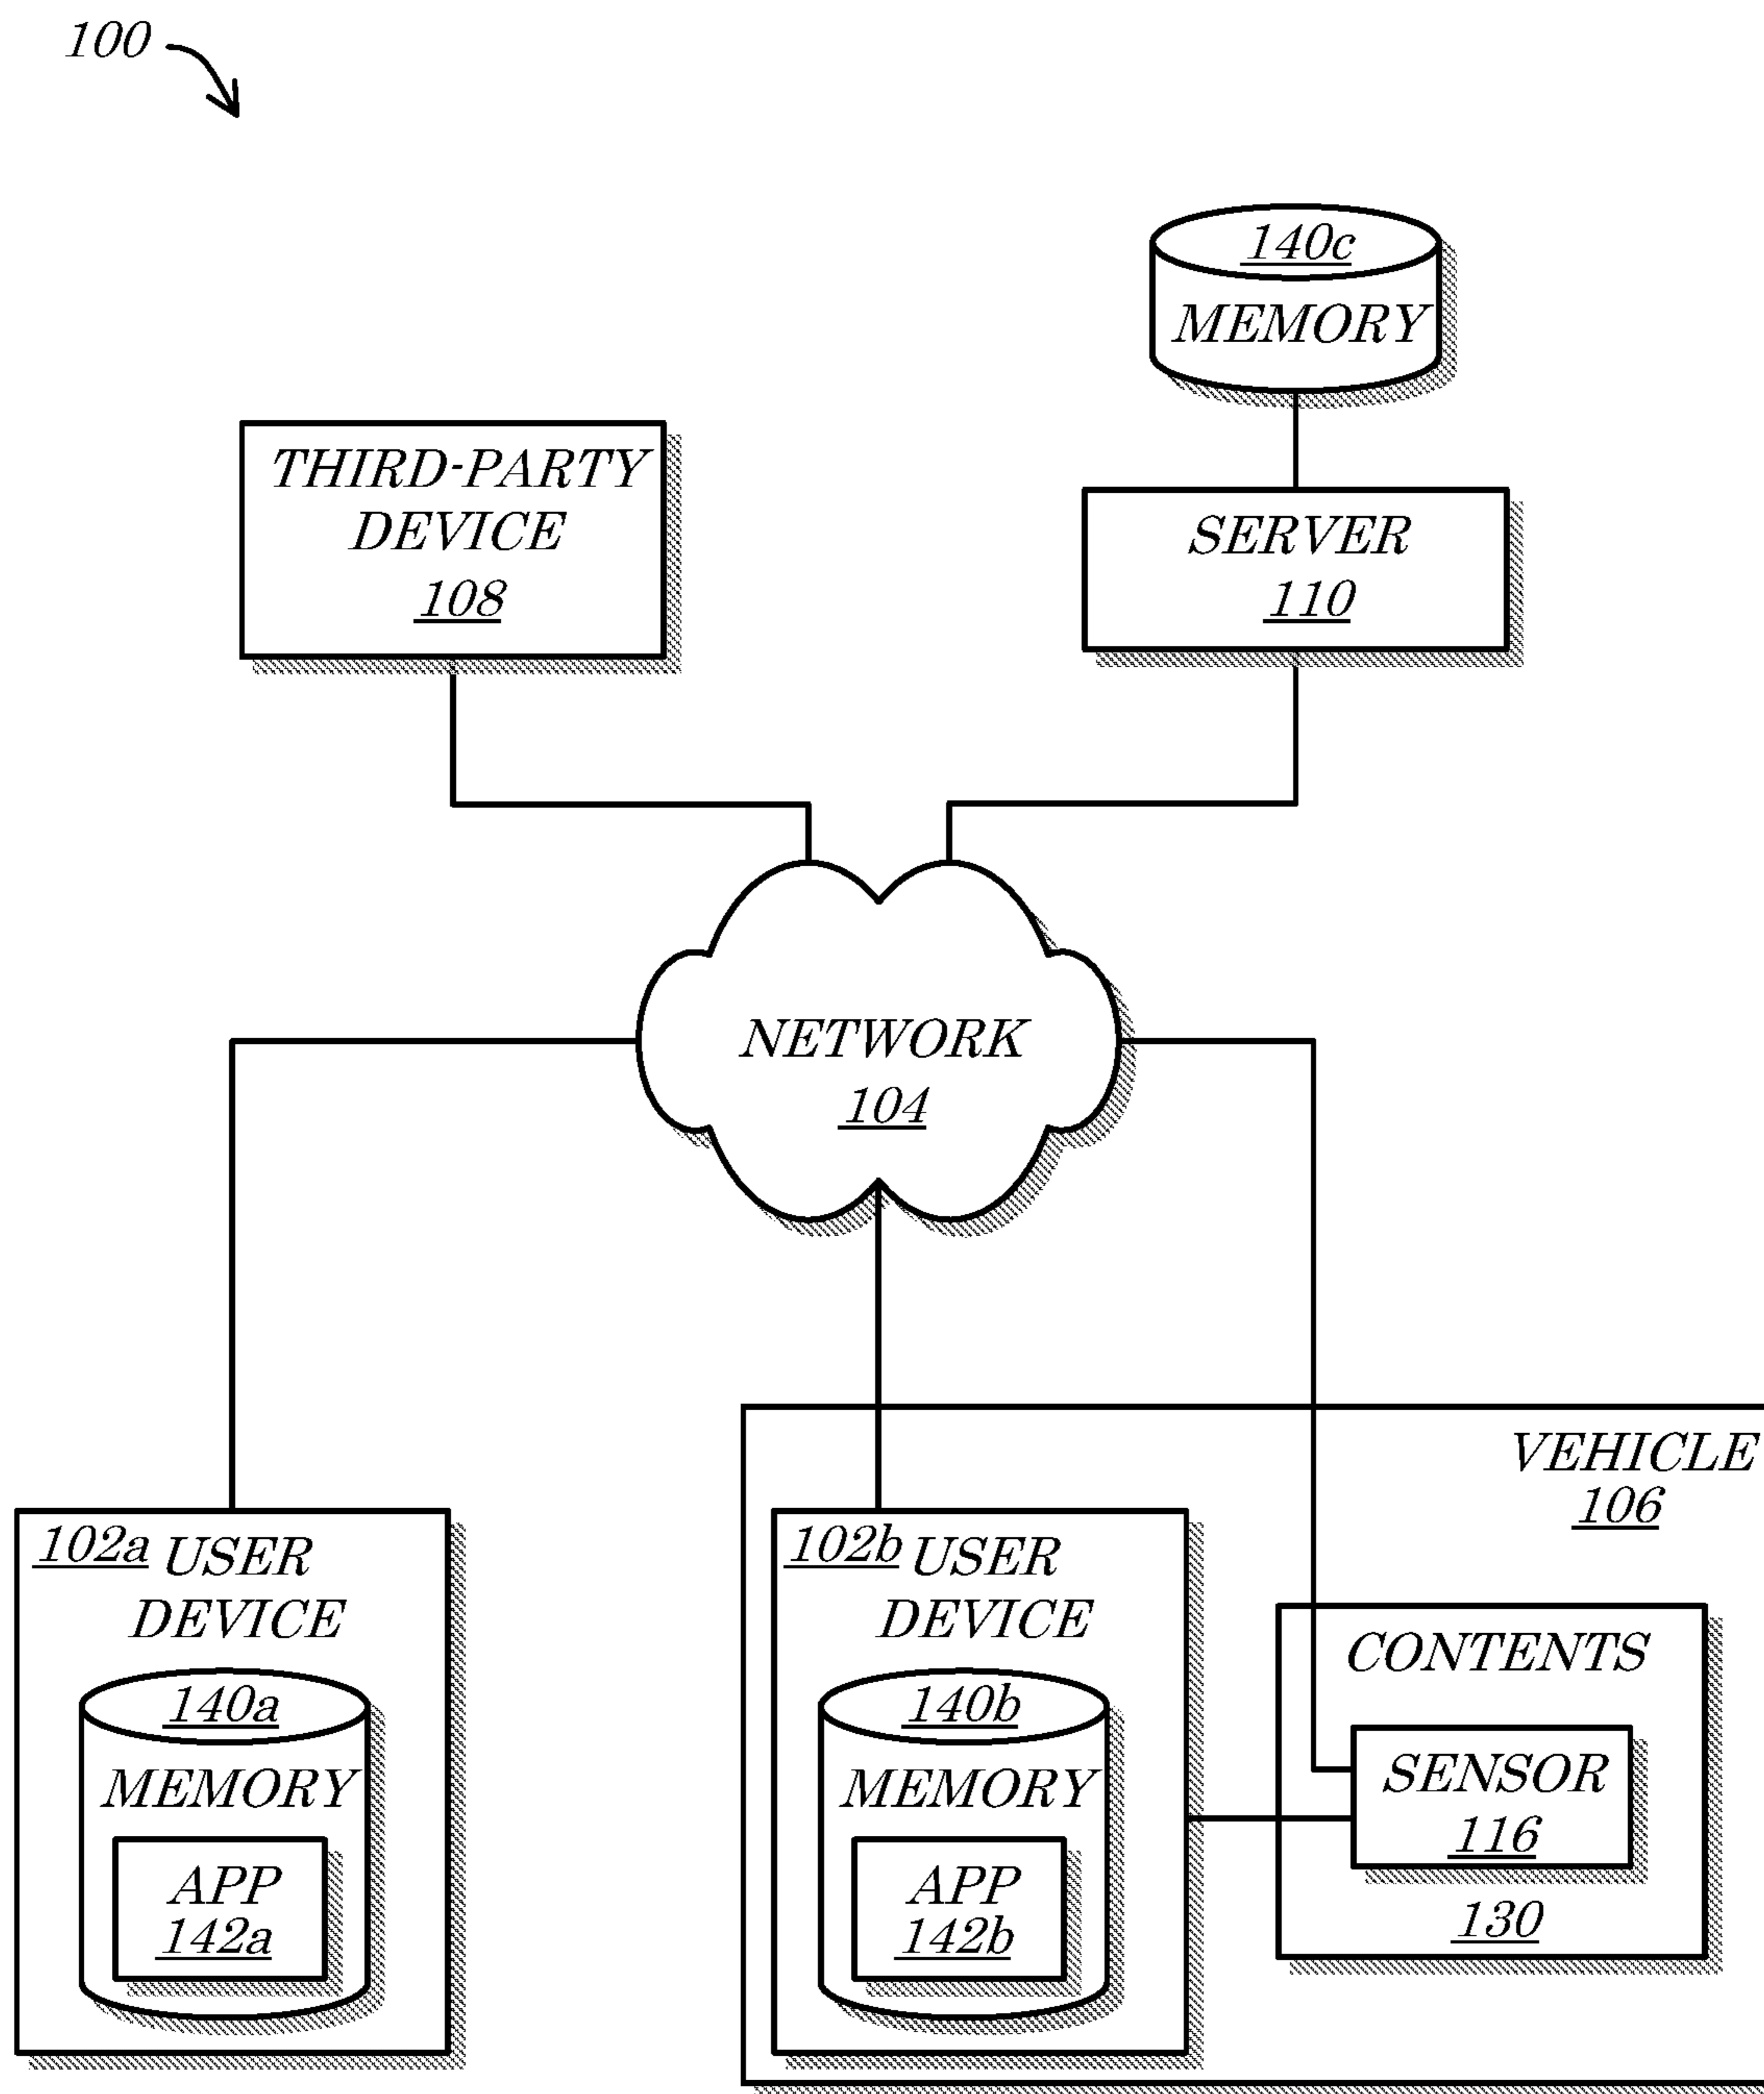 100
140c
MEMORY
THIRD-PARTY
DEVICE
108
SERVER
110
NETWORK
104
VEHICLE
106
102a USER
DEVICE
140a
MEMORY
APP
142a
102b USER
DEVICE
140b
MEMORY
APP
142b
CONTENTS
SENSOR
116
130